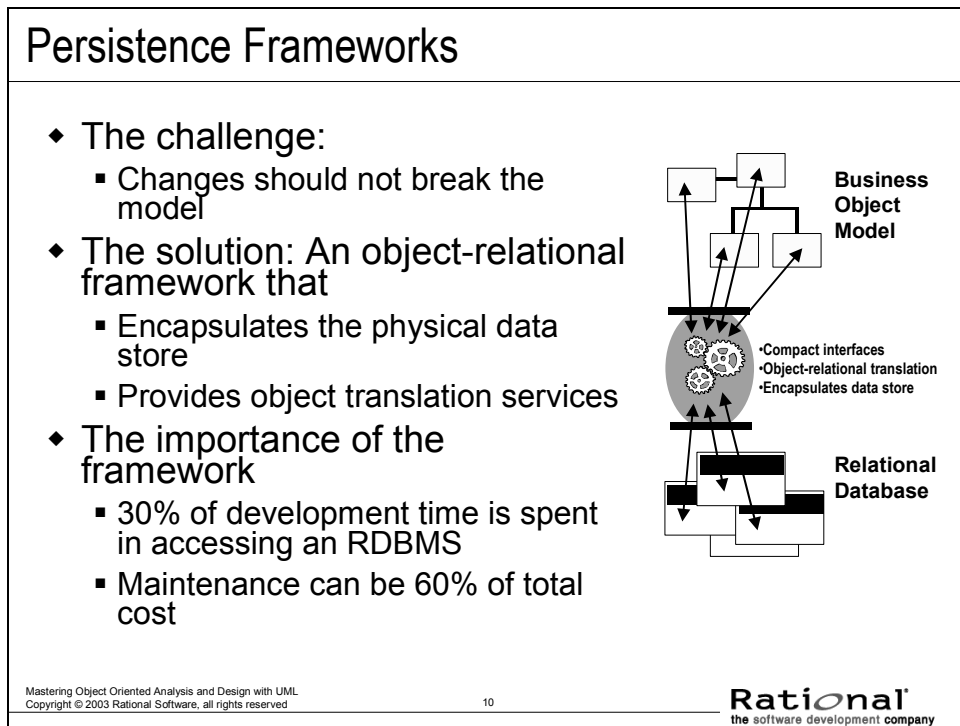 Persistence Frameworks
◆ The challenge:
▪ Changes should not break the
model
◆ The solution: An object-relational
framework that
▪ Encapsulates the physical data
store
▪ Provides object translation services
◆ The importance of the
framework
▪ 30% of development time is spent
in accessing an RDBMS
▪ Maintenance can be 60% of total
cost
Business
Object
Model
•Compact interfaces
•Object-relational translation
•Encapsulates data store
Relational
Database
Mastering Object Oriented Analysis and Design with UML
Copyright © 2003 Rational Software, all rights reserved
10
Rational
the software development company